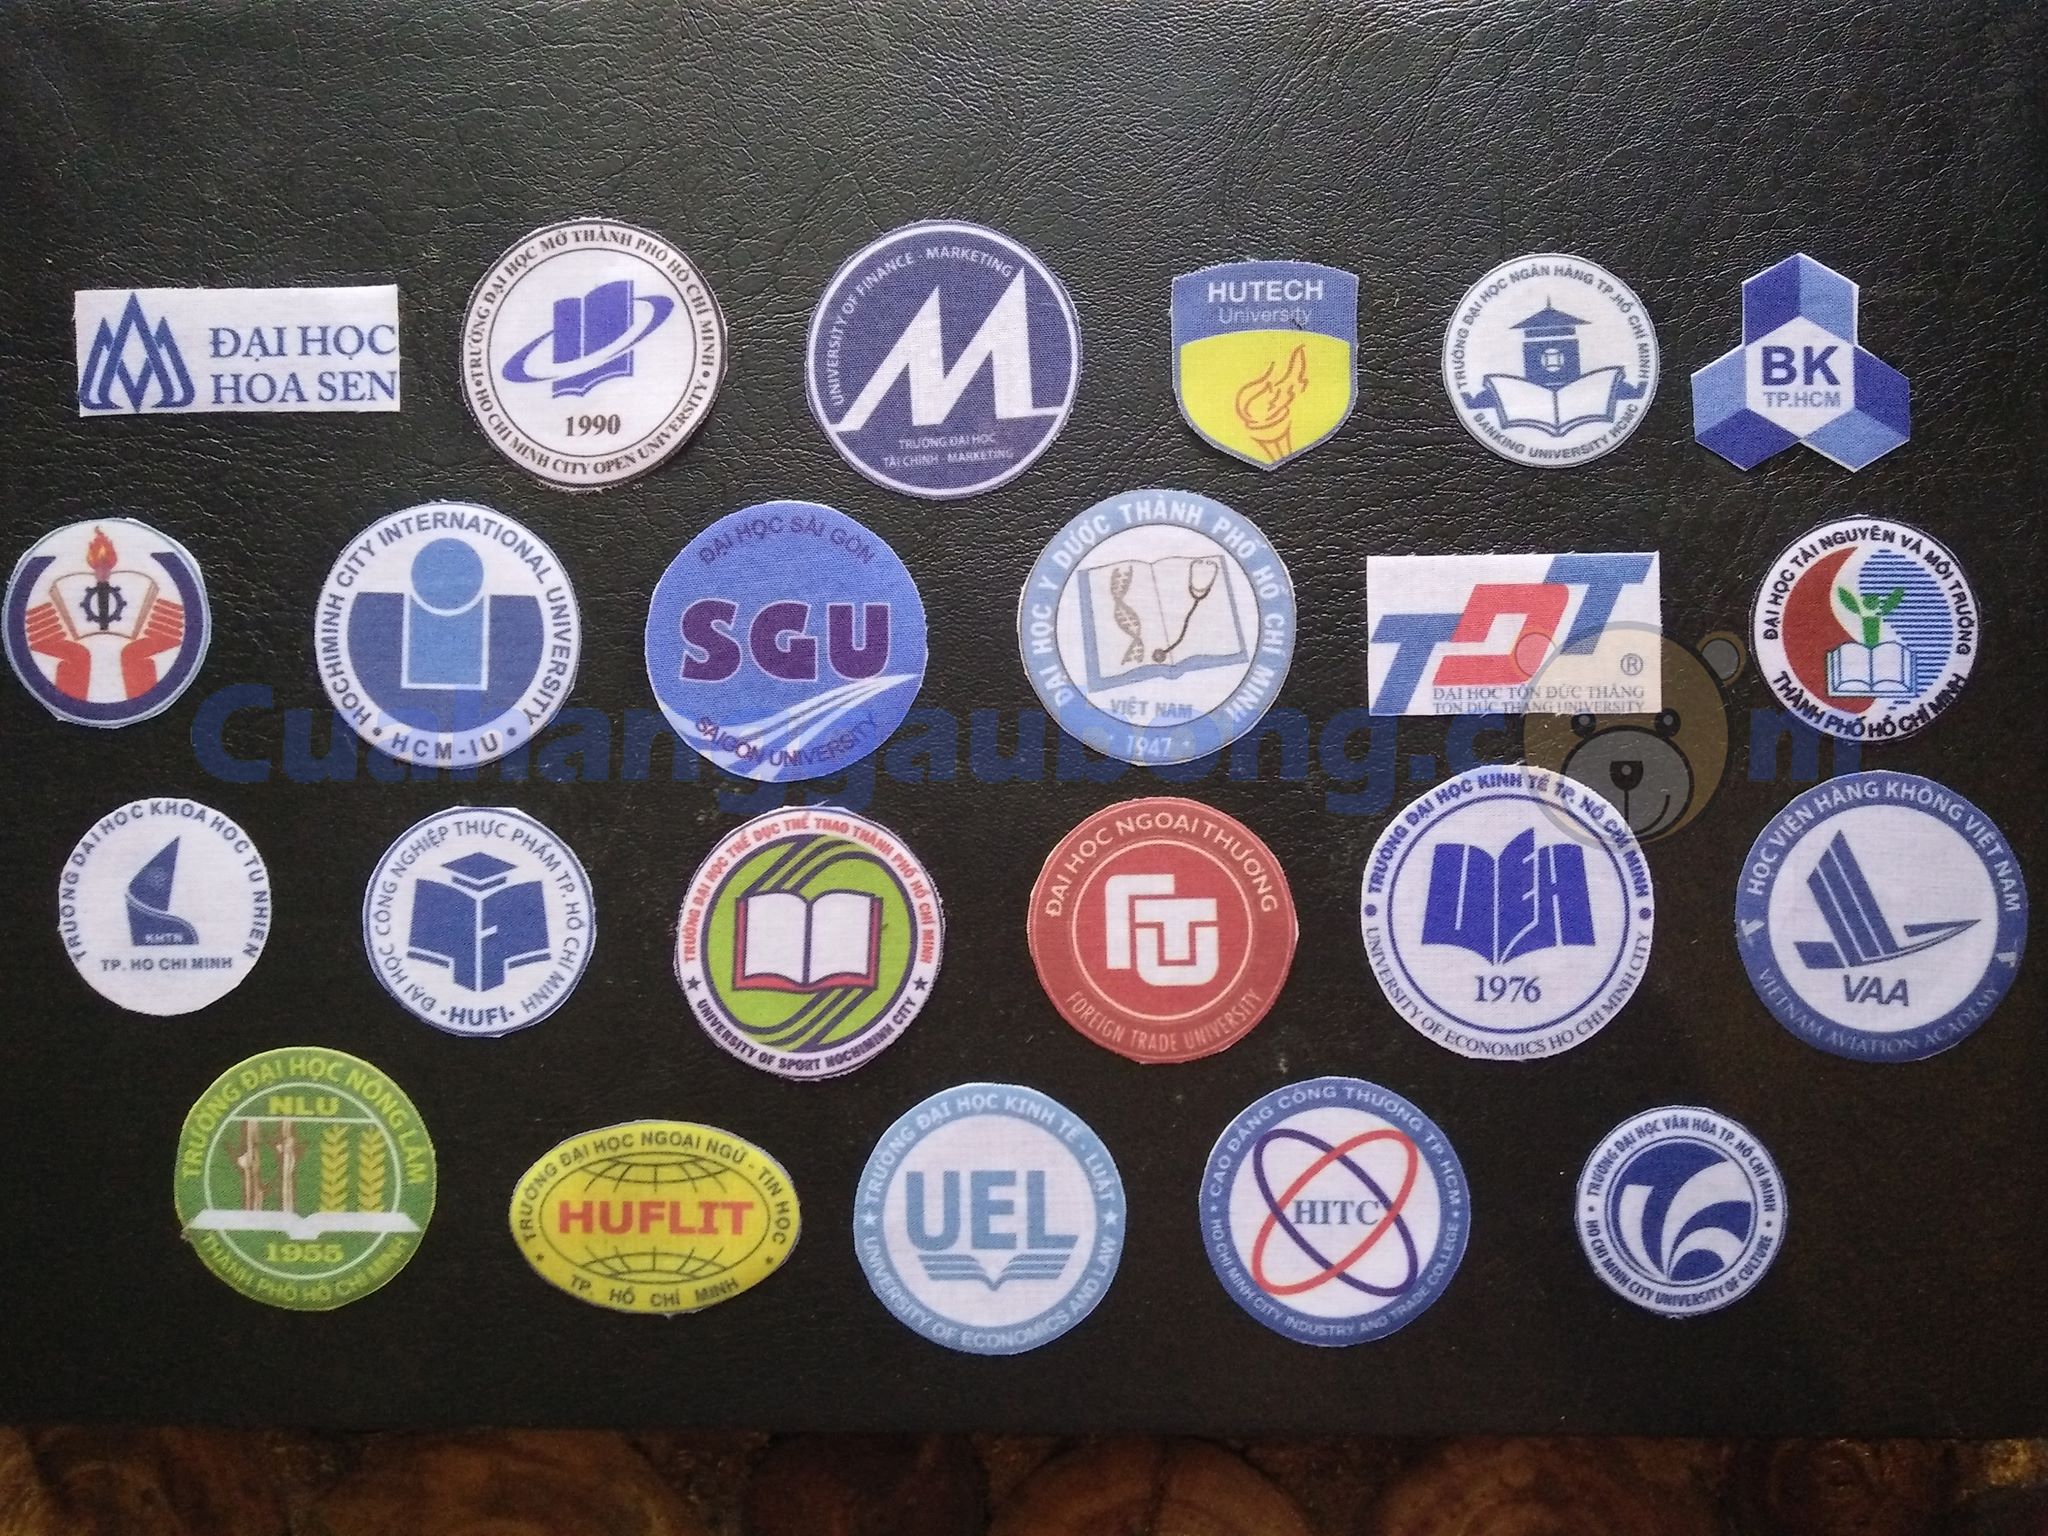 ĐẠI HỌC
HOA SEN
TRƯỜNG ĐẠI HỌC MỞ THÀNH PHỐ HỒ CHÍ MINH
1990
HO CHI MINH CITY OPEN UNIVERSITY
UNIVERSITY OF FINANCE - MARKETING
TRƯỜNG ĐẠI HỌC
TÀI CHÍNH - MARKETING
HUTECH
University
TRƯỜNG ĐẠI HỌC NGÂN HÀNG TP.HỒ CHÍ MINH
BANKING UNIVERSITY HCMC
BK
TP.HCM
HOCHIMINH CITY INTERNATIONAL UNIVERSITY
HCM-IU
ĐẠI HỌC SÀI GÒN
SGU
SAIGON UNIVERSITY
ĐẠI HỌC Y DƯỢC THÀNH PHỐ HỒ CHÍ MINH
VIỆT NAM
1947
TDT
®
ĐẠI HỌC TÔN ĐỨC THẮNG
TON DUC THANG UNIVERSITY
ĐẠI HỌC TÀI NGUYÊN VÀ MÔI TRƯỜNG
THÀNH PHỐ HỒ CHÍ MINH
Cuahanggaubong.com
TRƯỜNG ĐẠI HỌC KHOA HỌC TỰ NHIÊN
KHTN
TP. HO CHI MINH
ĐẠI HỌC CÔNG NGHIỆP THỰC PHẨM TP. HỒ CHÍ MINH
-HUFI-
TRƯỜNG ĐẠI HỌC THỂ DỤC THỂ THAO THÀNH PHỐ HỒ CHÍ MINH
UNIVERSITY OF SPORT HOCHIMINH CITY
ĐẠI HỌC NGOẠI THƯƠNG
FTU
FOREIGN TRADE UNIVERSITY
TRƯỜNG ĐẠI HỌC KINH TẾ TP. HỒ CHÍ MINH
UEH
1976
UNIVERSITY OF ECONOMICS HO CHI MINH CITY
HỌC VIỆN HÀNG KHÔNG VIỆT NAM
VAA
VIETNAM AVIATION ACADEMY
TRƯỜNG ĐẠI HỌC NÔNG LÂM
NLU
1955
THÀNH PHỐ HỒ CHÍ MINH
TRƯỜNG ĐẠI HỌC NGOẠI NGỮ - TIN HỌC
HUFLIT
TP. HỒ CHÍ MINH
TRƯỜNG ĐẠI HỌC KINH TẾ - LUẬT
UEL
UNIVERSITY OF ECONOMICS AND LAW
CAO ĐẲNG CÔNG THƯƠNG TP.HCM
HITC
HO CHI MINH CITY INDUSTRY AND TRADE COLLEGE
TRƯỜNG ĐẠI HỌC VĂN HÓA TP. HỒ CHÍ MINH
HO CHI MINH CITY UNIVERSITY OF CULTURE